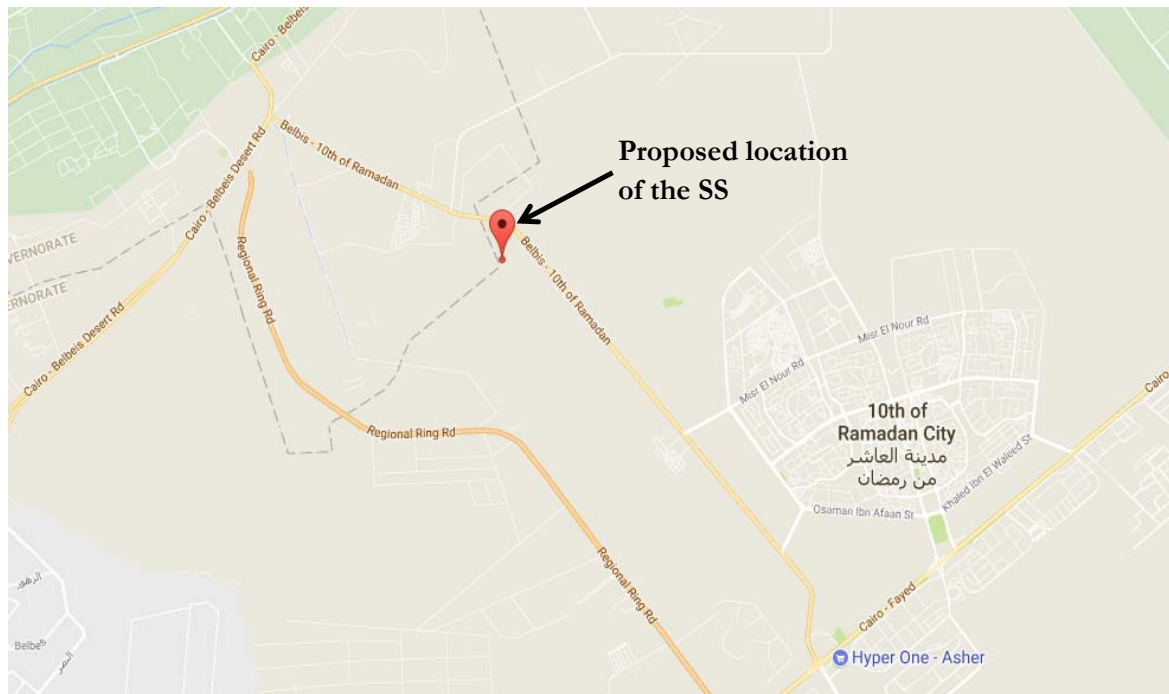 Cairo - Belbeis
Cairo - Belbeis Desert Rd
Belbis - 10th of Ramadan
Proposed location
of the SS
VERNORATE
ERNORATE
Regional Ring Rd
Belbis - 10th of Ramadan
Cairo - Belbeis Desert Rd
Misr El Nour Rd
Misr El Nour Rd
Cairo
10th of
Ramadan City
مدينة العاشر
من رمضان
Regional Ring Rd
Khaled Ibn El Waleed St
Osaman Ibn Afaan St
Regional Ring Rd
Cairo - Fayed
الزهور
Belbes
النصر
Hyper One - Asher